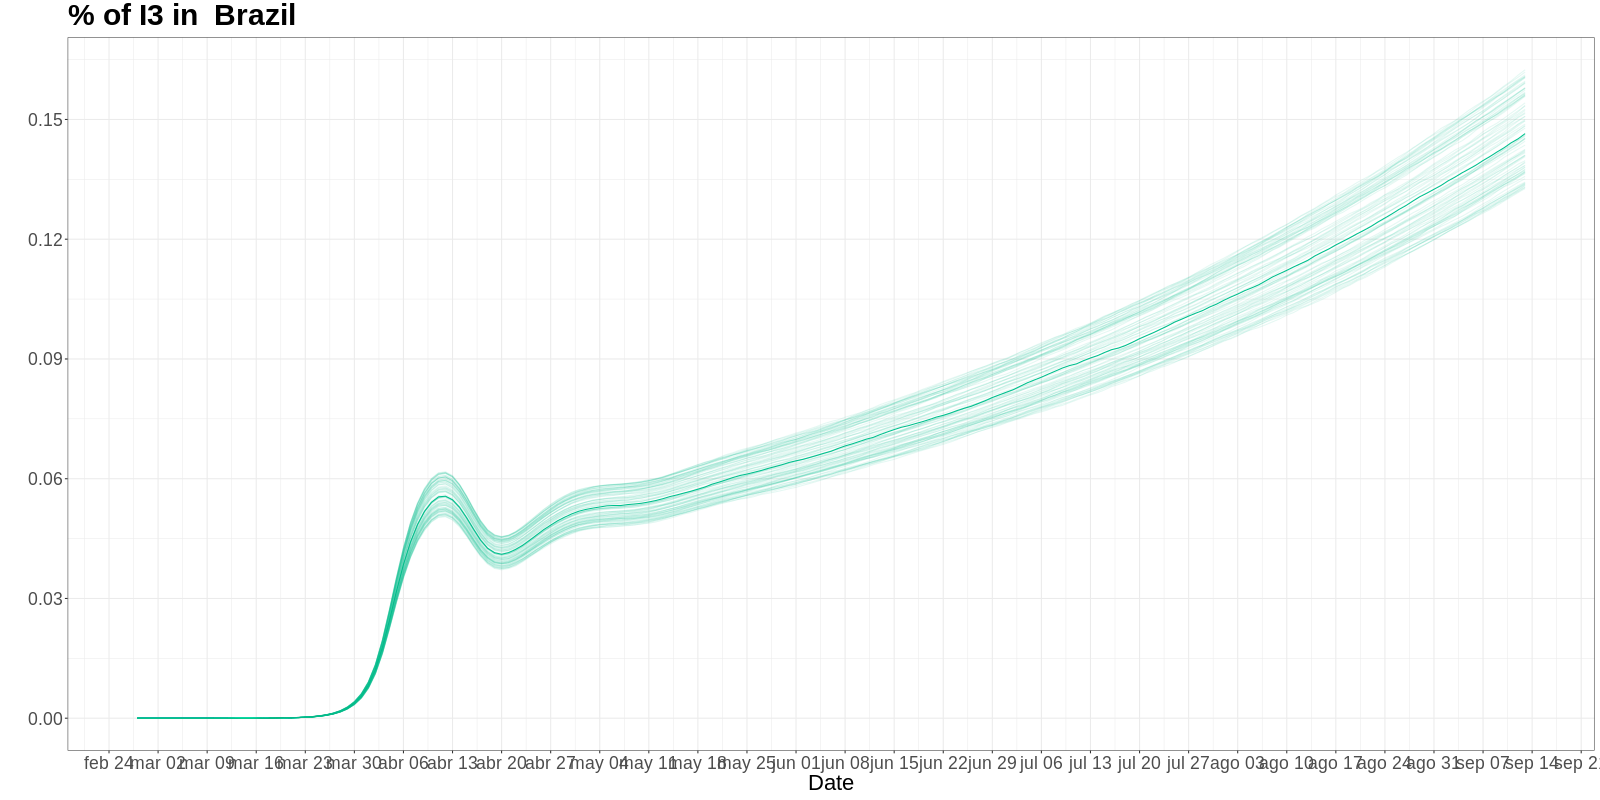 % of I3 in  Brazil
0.15
0.12
0.09
0.06
0.03
0.00
feb 24 mar 02 mar 09 mar 16 mar 23 mar 30 abr 06 abr 13 abr 20 abr 27 may 04 may 11 may 18 may 25 jun 01 jun 08 jun 15 jun 22 jun 29 jul 06 jul 13 jul 20 jul 27 ago 03 ago 10 ago 17 ago 24 ago 31 sep 07 sep 14 sep
Date